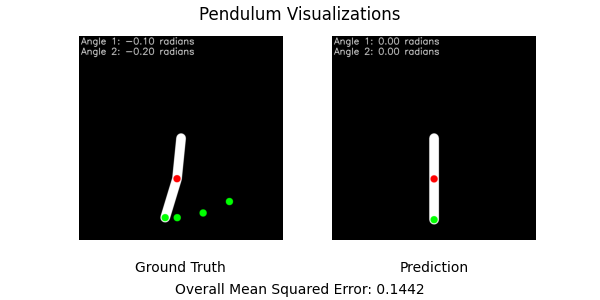 Pendulum Visualizations
Angle 1: −0.10 radians
Angle 2: −0.20 radians
Angle 1: 0.00 radians
Angle 2: 0.00 radians
Ground Truth
Prediction
Overall Mean Squared Error: 0.1442